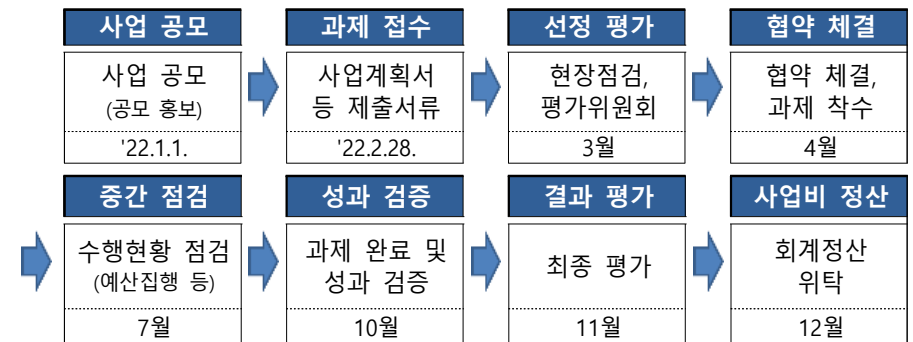 사업 공모
과제 접수
선정 평가
협약 체결
사업 공모
(공모 홍보)
사업계획서
등 제출서류
현장점검,
평가위원회
협약 체결,
과제 착수
'22.1.1.
'22.2.28.
3월
4월
중간 점검
성과 검증
결과 평가
사업비 정산
수행현황 점검
(예산집행 등)
과제 완료 및
성과 검증
최종 평가
회계정산
위탁
7월
10월
11월
12월